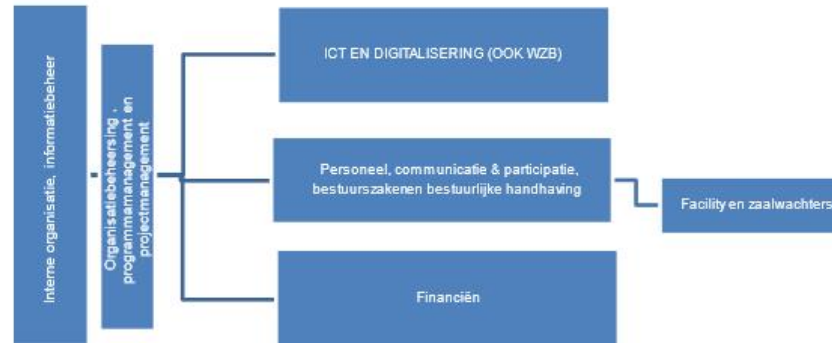 Interne organisatie, informatiebeheer
Organisatiebeheersing ,
programmamanagement en
projectmanagement
ICT EN DIGITALISERING (OOK WZB)
Personeel, communicatie & participatie,
bestuurszakenen bestuurlijke handhaving
Facility en zaalwachters
Financiën